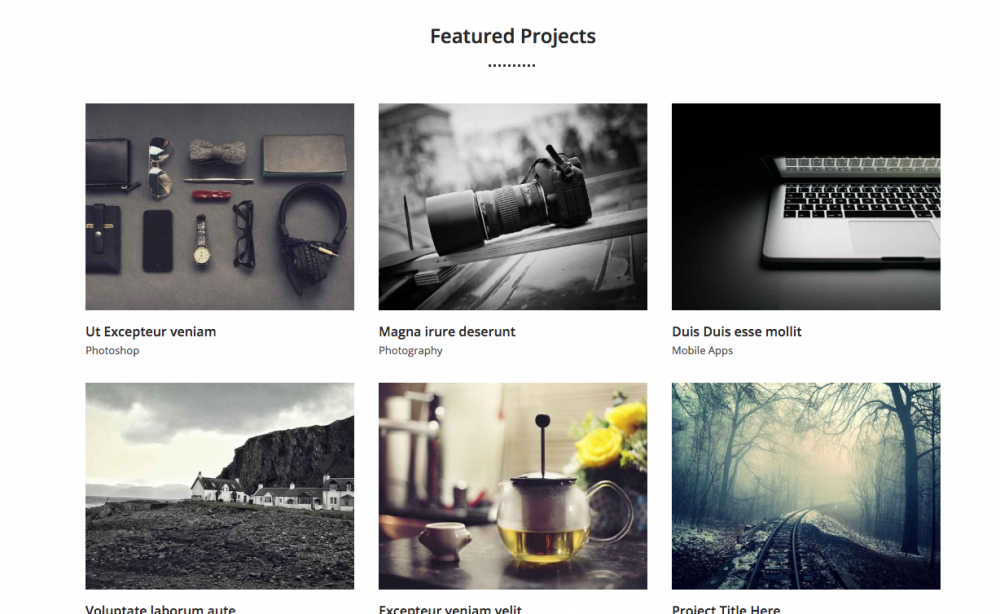 Featured Projects
Ut Excepteur veniam
Photoshop
Magna irure deserunt
Photography
Duis Duis esse mollit
Mobile Apps
Voluptate laborum aute
Excepteur veniam velit
Project Title Here